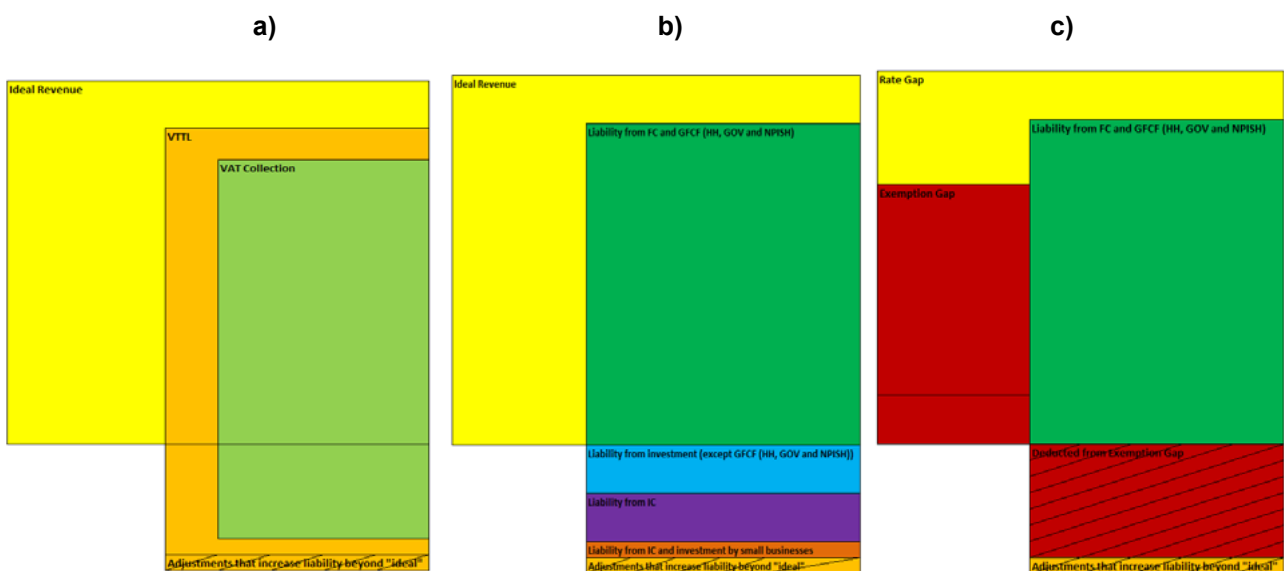 a)
b)
c)
Ideal Revenue
VTTL
VAT Collection
Adjustments that increase liability beyond "ideal"
Ideal Revenue
Liability from FC and GFCF (HH, GOV and NPISH)
Liability from investment (except GFCF (HH, GOV and NPISH))
Liability from IC
Liability from IC and investment by small businesses
Adjustments that increase liability beyond "ideal"
Rate Gap
Liability from FC and GFCF (HH, GOV and NPISH)
Exemption Gap
Deducted from Exemption Gap
Adjustments that increase liability beyond "ideal"